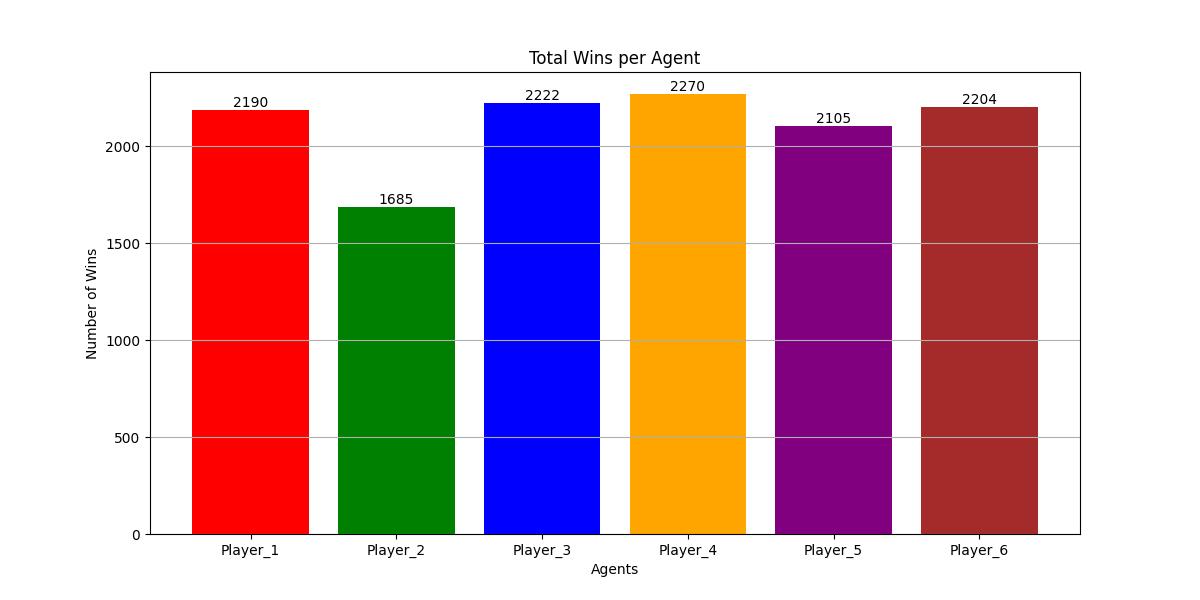 Total Wins per Agent
2190
1685
2222
2270
2105
2204
Number of Wins
2000
1500
1000
500
0
Player_1 Player_2 Player_3 Player_4 Player_5 Player_6
Agents